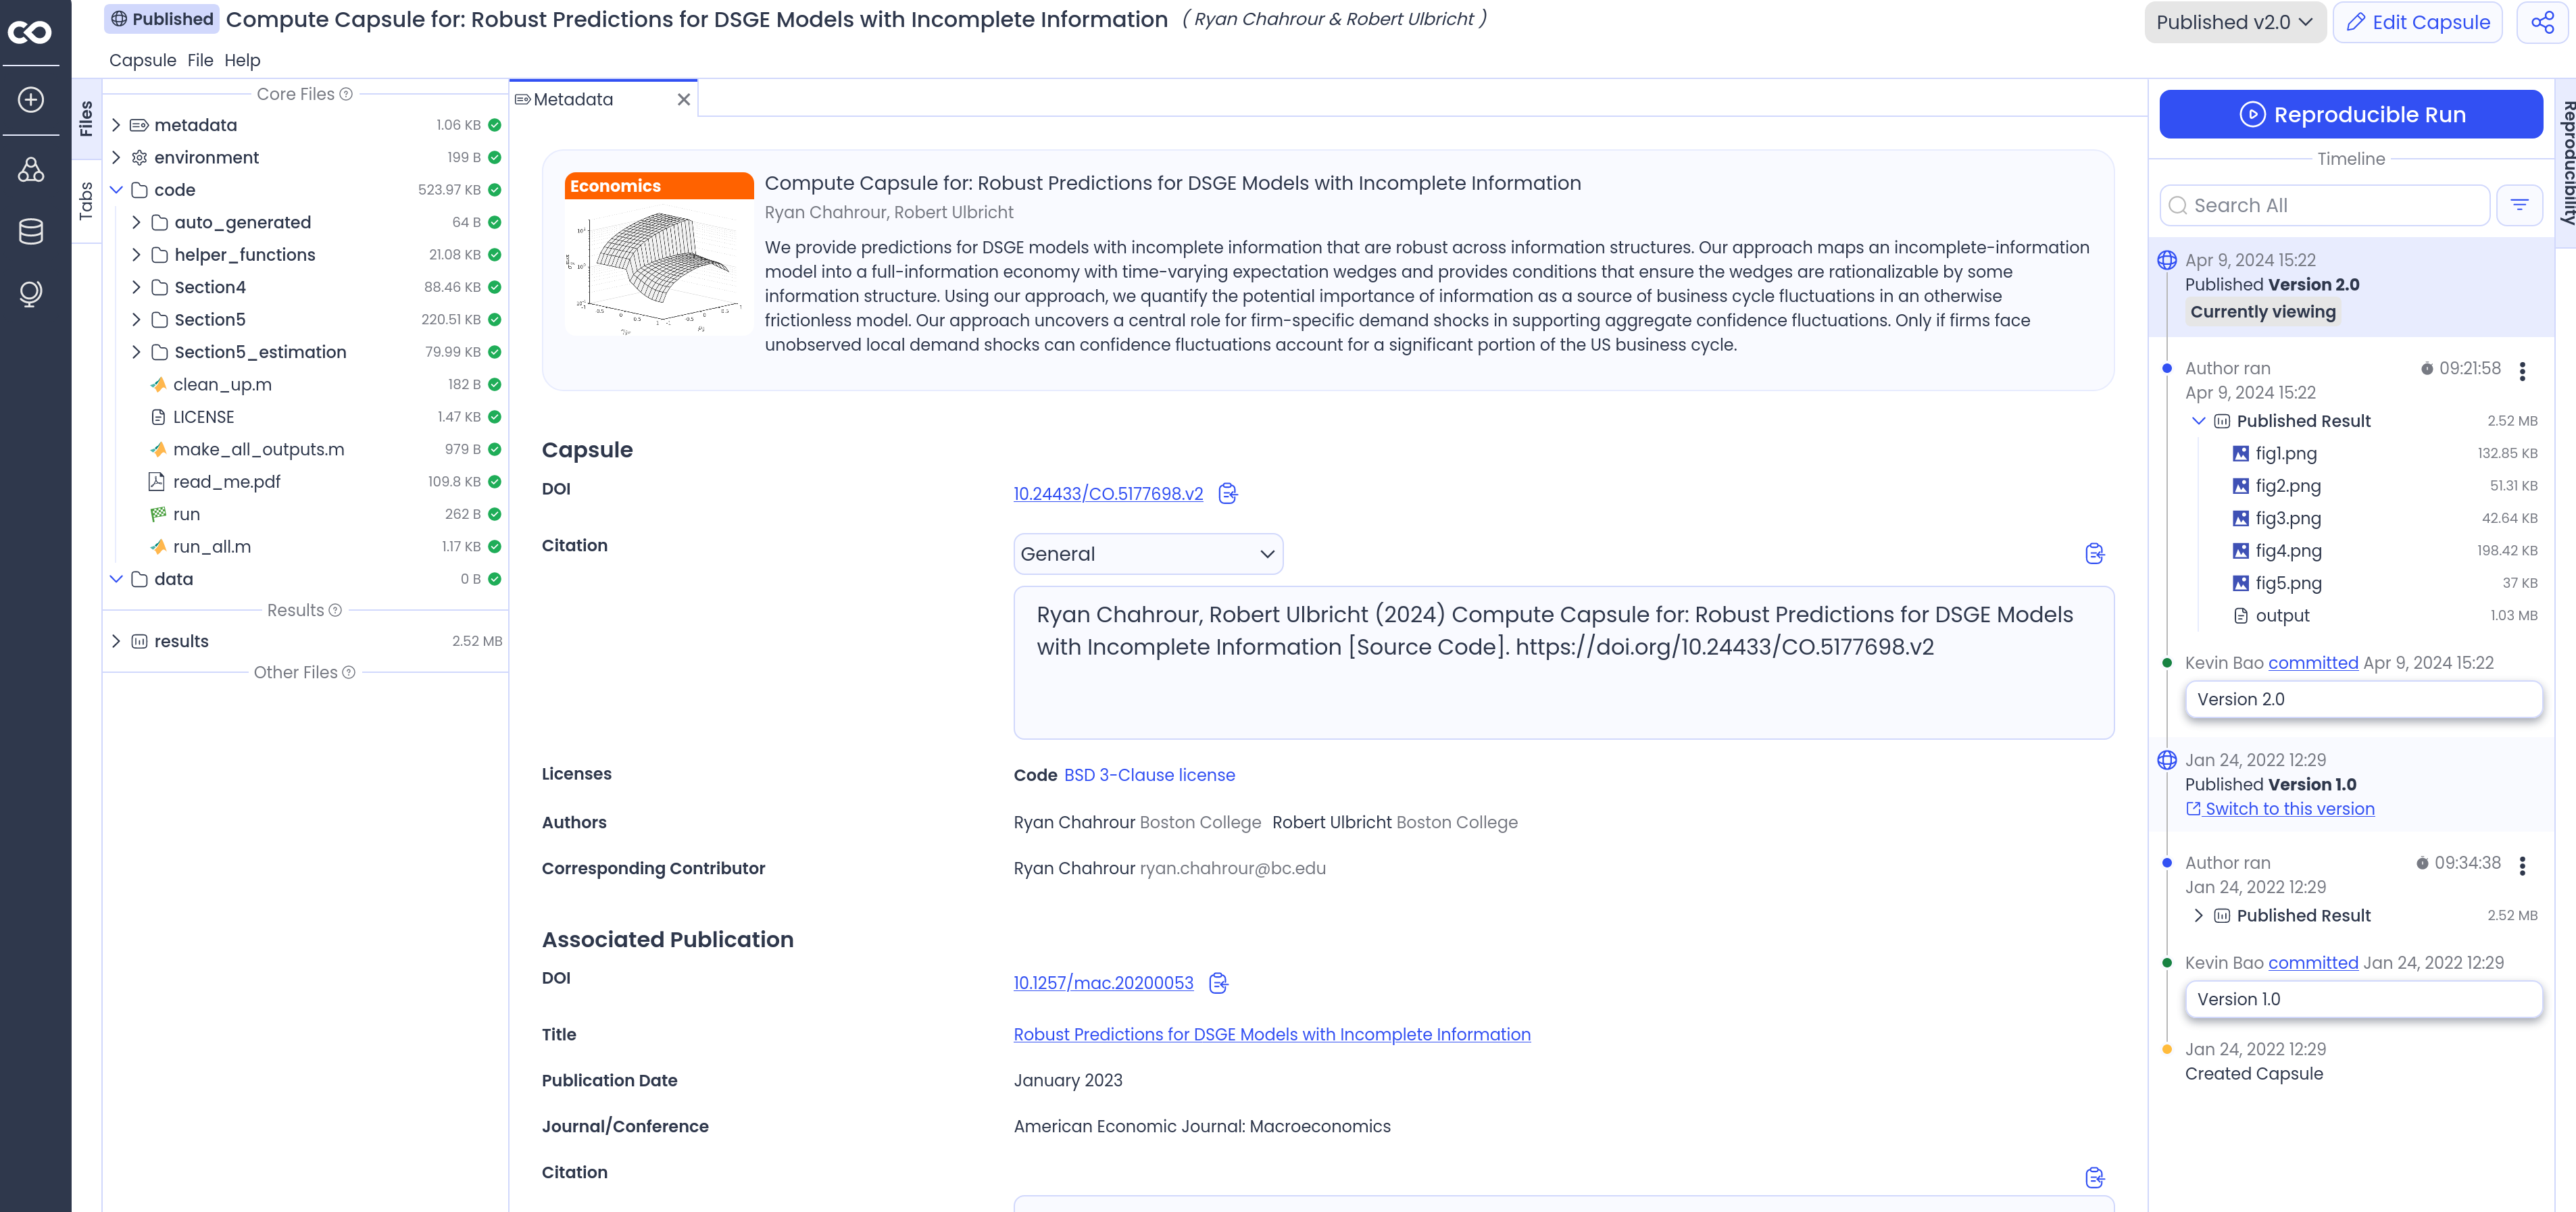 Published Compute Capsule for: Robust Predictions for DSGE Models with Incomplete Information ( Ryan Chahrour & Robert Ulbricht )
Published v2.0 Edit Capsule
Capsule File Help
Files
Tabs
Core Files
metadata 1.06 KB
environment 199 B
code 523.97 KB
auto_generated 64 B
helper_functions 21.08 KB
Section4 88.46 KB
Section5 220.51 KB
Section5_estimation 79.99 KB
clean_up.m 182 B
LICENSE 1.47 KB
make_all_outputs.m 979 B
read_me.pdf 109.8 KB
run 262 B
run_all.m 1.17 KB
data 0 B
Results
results 2.52 MB
Other Files
Metadata
Economics
Compute Capsule for: Robust Predictions for DSGE Models with Incomplete Information
Ryan Chahrour, Robert Ulbricht
We provide predictions for DSGE models with incomplete information that are robust across information structures. Our approach maps an incomplete-information
model into a full-information economy with time-varying expectation wedges and provides conditions that ensure the wedges are rationalizable by some
information structure. Using our approach, we quantify the potential importance of information as a source of business cycle fluctuations in an otherwise
frictionless model. Our approach uncovers a central role for firm-specific demand shocks in supporting aggregate confidence fluctuations. Only if firms face
unobserved local demand shocks can confidence fluctuations account for a significant portion of the US business cycle.
Capsule
DOI 10.24433/CO.5177698.v2
Citation General
Ryan Chahrour, Robert Ulbricht (2024) Compute Capsule for: Robust Predictions for DSGE Models
with Incomplete Information [Source Code]. https://doi.org/10.24433/CO.5177698.v2
Licenses Code BSD 3-Clause license
Authors Ryan Chahrour Boston College Robert Ulbricht Boston College
Corresponding Contributor Ryan Chahrour ryan.chahrour@bc.edu
Associated Publication
DOI 10.1257/mac.20200053
Title Robust Predictions for DSGE Models with Incomplete Information
Publication Date January 2023
Journal/Conference American Economic Journal: Macroeconomics
Citation
Reproducible Run
Reproducibility
Timeline
Search All
Apr 9, 2024 15:22
Published Version 2.0
Currently viewing
Author ran 09:21:58
Apr 9, 2024 15:22
Published Result 2.52 MB
fig1.png 132.85 KB
fig2.png 51.31 KB
fig3.png 42.64 KB
fig4.png 198.42 KB
fig5.png 37 KB
output 1.03 MB
Kevin Bao committed Apr 9, 2024 15:22
Version 2.0
Jan 24, 2022 12:29
Published Version 1.0
Switch to this version
Author ran 09:34:38
Jan 24, 2022 12:29
Published Result 2.52 MB
Kevin Bao committed Jan 24, 2022 12:29
Version 1.0
Jan 24, 2022 12:29
Created Capsule